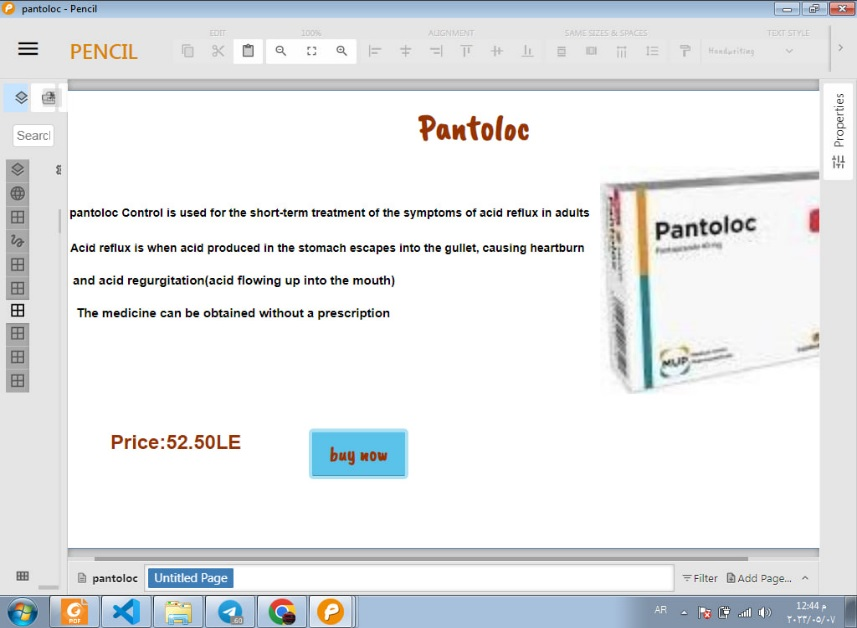 pantoloc - Pencil
EDIT
100%
ALIGNMENT
SAME SIZES & SPACES
TEXT STYLE
PENCIL
Handwriting
Searcl
Properties
Pantoloc
pantoloc Control is used for the short-term treatment of the symptoms of acid reflux in adults
Acid reflux is when acid produced in the stomach escapes into the gullet, causing heartburn
and acid regurgitation(acid flowing up into the mouth)
The medicine can be obtained without a prescription
Pantoloc
MUP
Price:52.50LE
buy now
pantoloc
Untitled Page
Filter
Add Page...
PDF
60
AR
12:44 م
٢٠٢٣/٠٥/٠٧